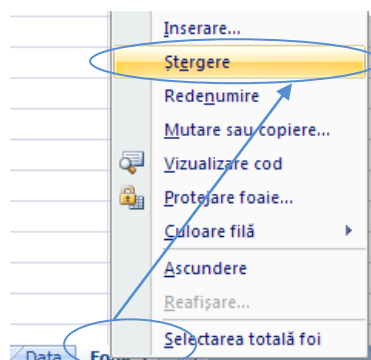 Inserare...
Ștergere
Redenumire
Mutare sau copiere...
Vizualizare cod
Protejare foaie...
Culoare filă
Ascundere
Reafișare...
Selectarea totală foi
Data